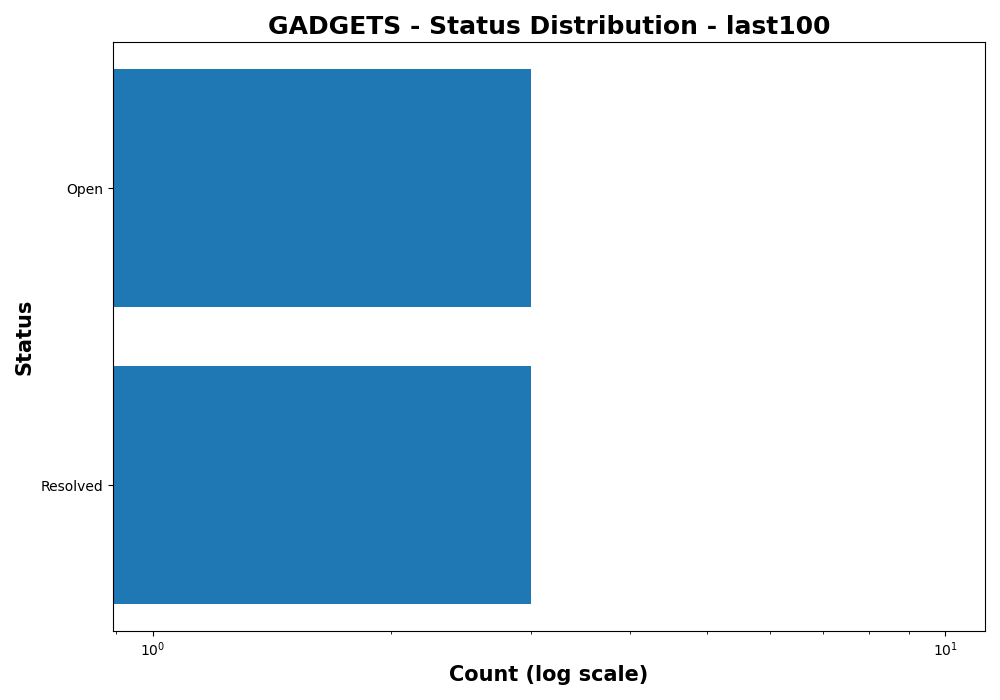 GADGETS - Status Distribution - last100
Status
Open
Resolved
10⁰
10¹
Count (log scale)